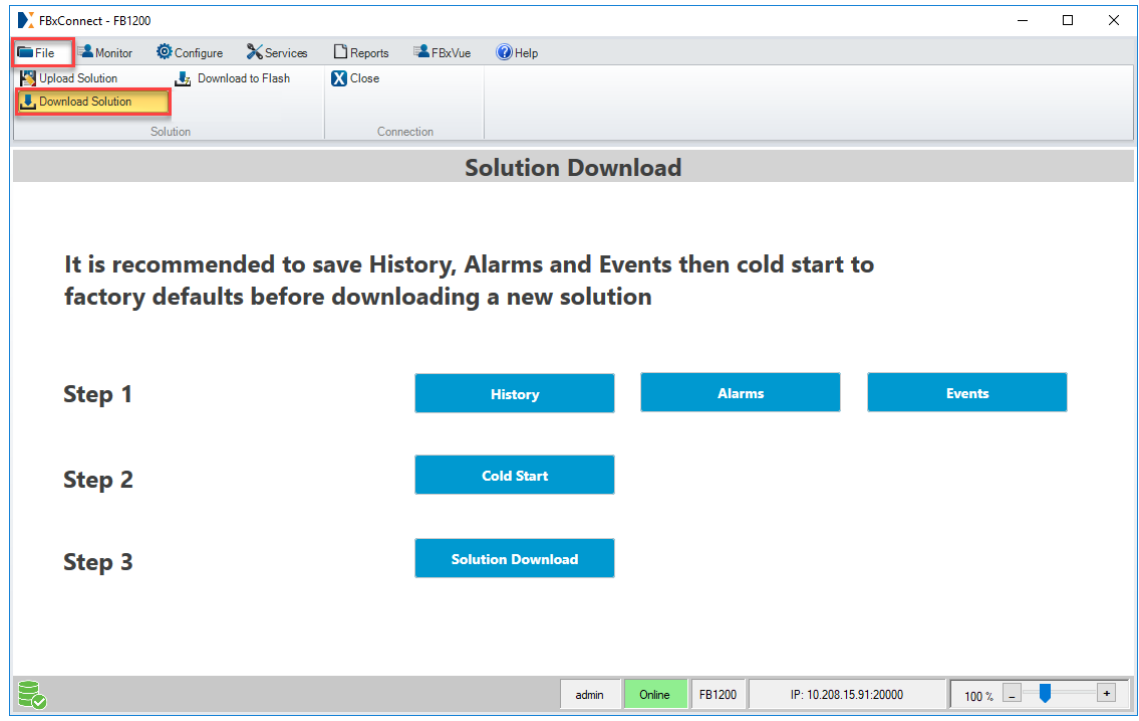 FBxConnect - FB1200
File Monitor Configure Services Reports FBxVue Help
Upload Solution Download to Flash Close
Download Solution
Solution Connection
Solution Download
It is recommended to save History, Alarms and Events then cold start to
factory defaults before downloading a new solution
Step 1 History Alarms Events
Step 2 Cold Start
Step 3 Solution Download
admin Online FB1200 IP: 10.208.15.91:20000 100 % - +